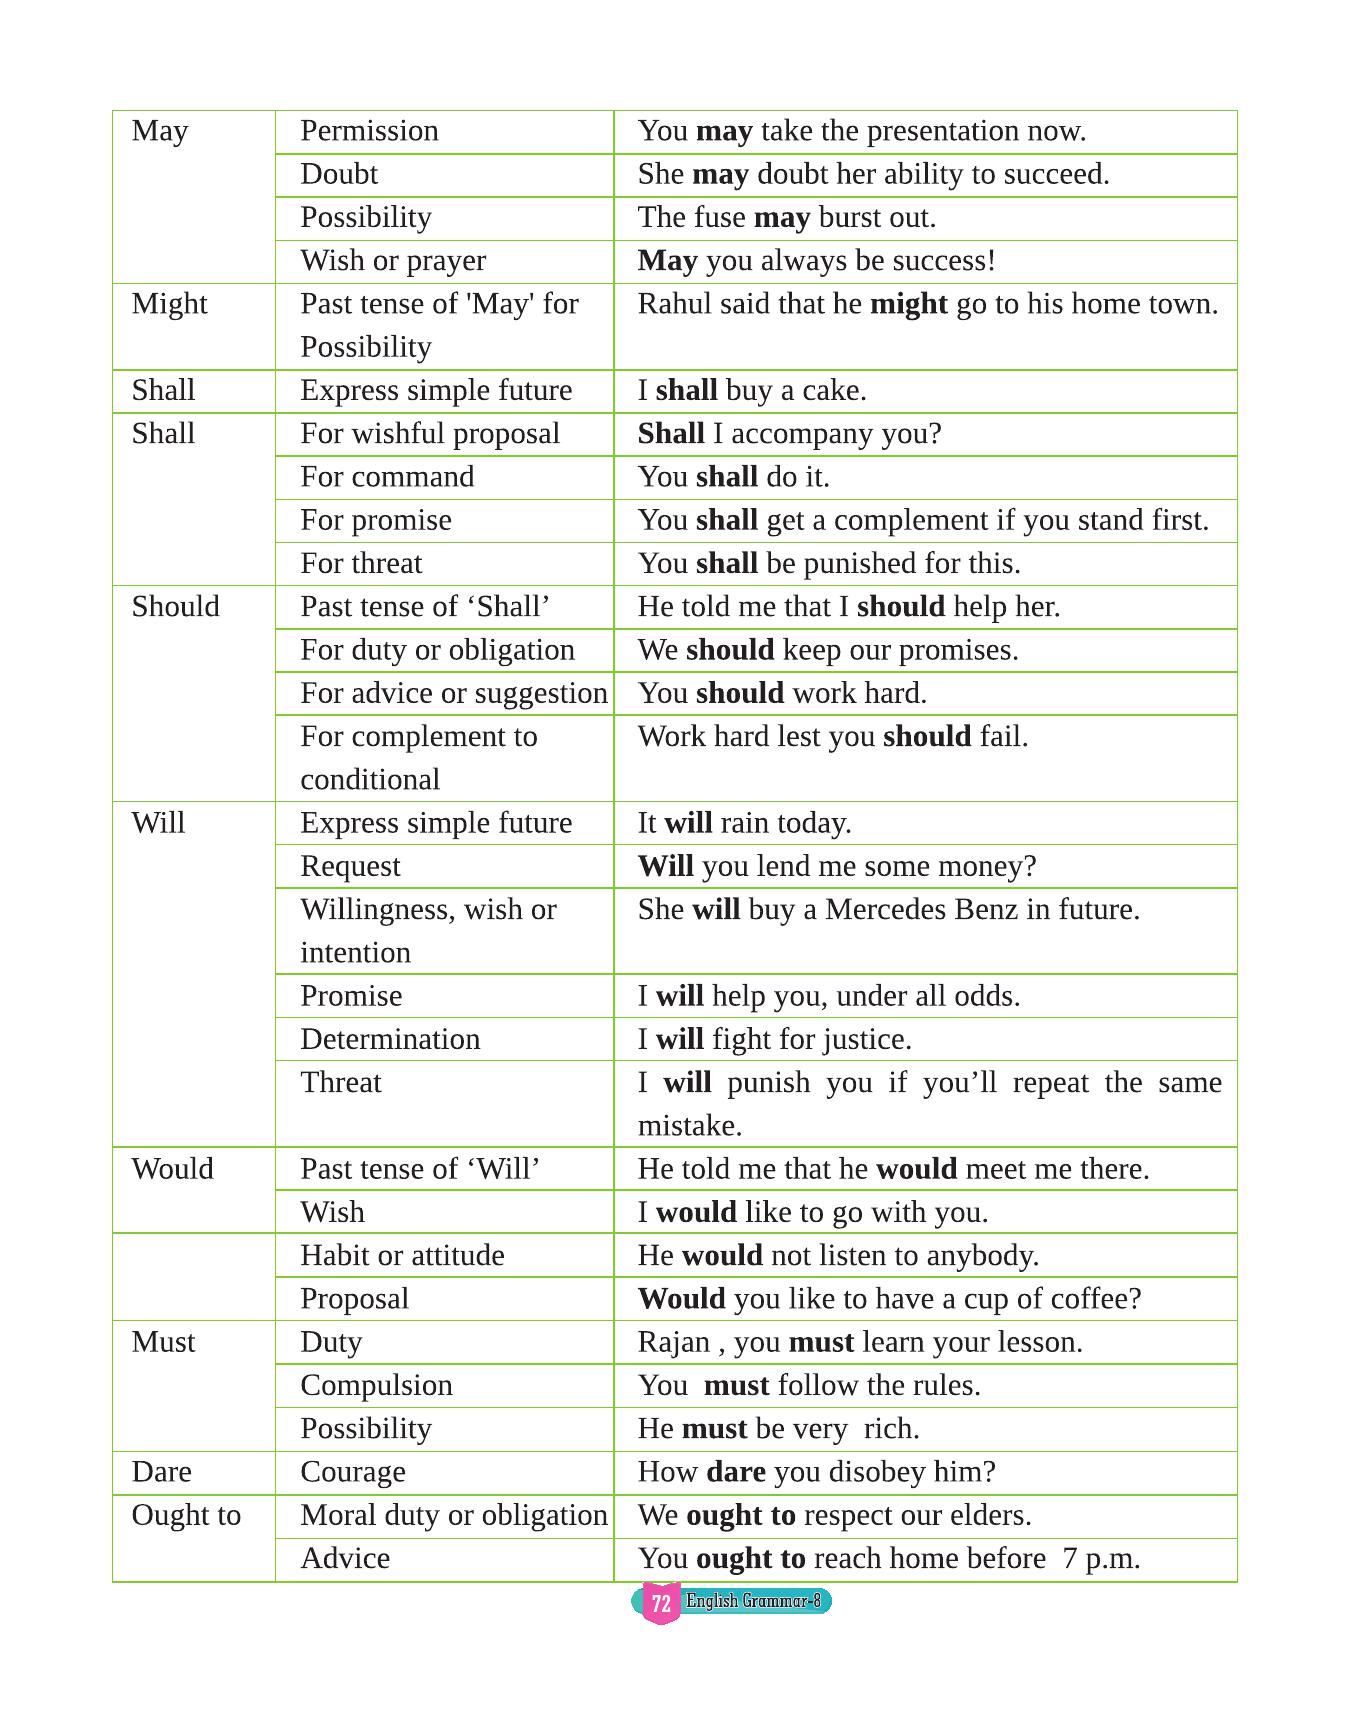 May Permission You may take the presentation now.
Doubt She may doubt her ability to succeed.
Possibility The fuse may burst out.
Wish or prayer May you always be success!
Might Past tense of 'May' for Rahul said that he might go to his home town.
Possibility
Shall Express simple future I shall buy a cake.
Shall For wishful proposal Shall I accompany you?
For command You shall do it.
For promise You shall get a complement if you stand first.
For threat You shall be punished for this.
Should Past tense of ‘Shall’ He told me that I should help her.
For duty or obligation We should keep our promises.
For advice or suggestion You should work hard.
For complement to Work hard lest you should fail.
conditional
Will Express simple future It will rain today.
Request Will you lend me some money?
Willingness, wish or She will buy a Mercedes Benz in future.
intention
Promise I will help you, under all odds.
Determination I will fight for justice.
Threat I will punish you if you’ll repeat the same
mistake.
Would Past tense of ‘Will’ He told me that he would meet me there.
Wish I would like to go with you.
Habit or attitude He would not listen to anybody.
Proposal Would you like to have a cup of coffee?
Must Duty Rajan , you must learn your lesson.
Compulsion You must follow the rules.
Possibility He must be very rich.
Dare Courage How dare you disobey him?
Ought to Moral duty or obligation We ought to respect our elders.
Advice You ought to reach home before 7 p.m.
72 English Grammar-8